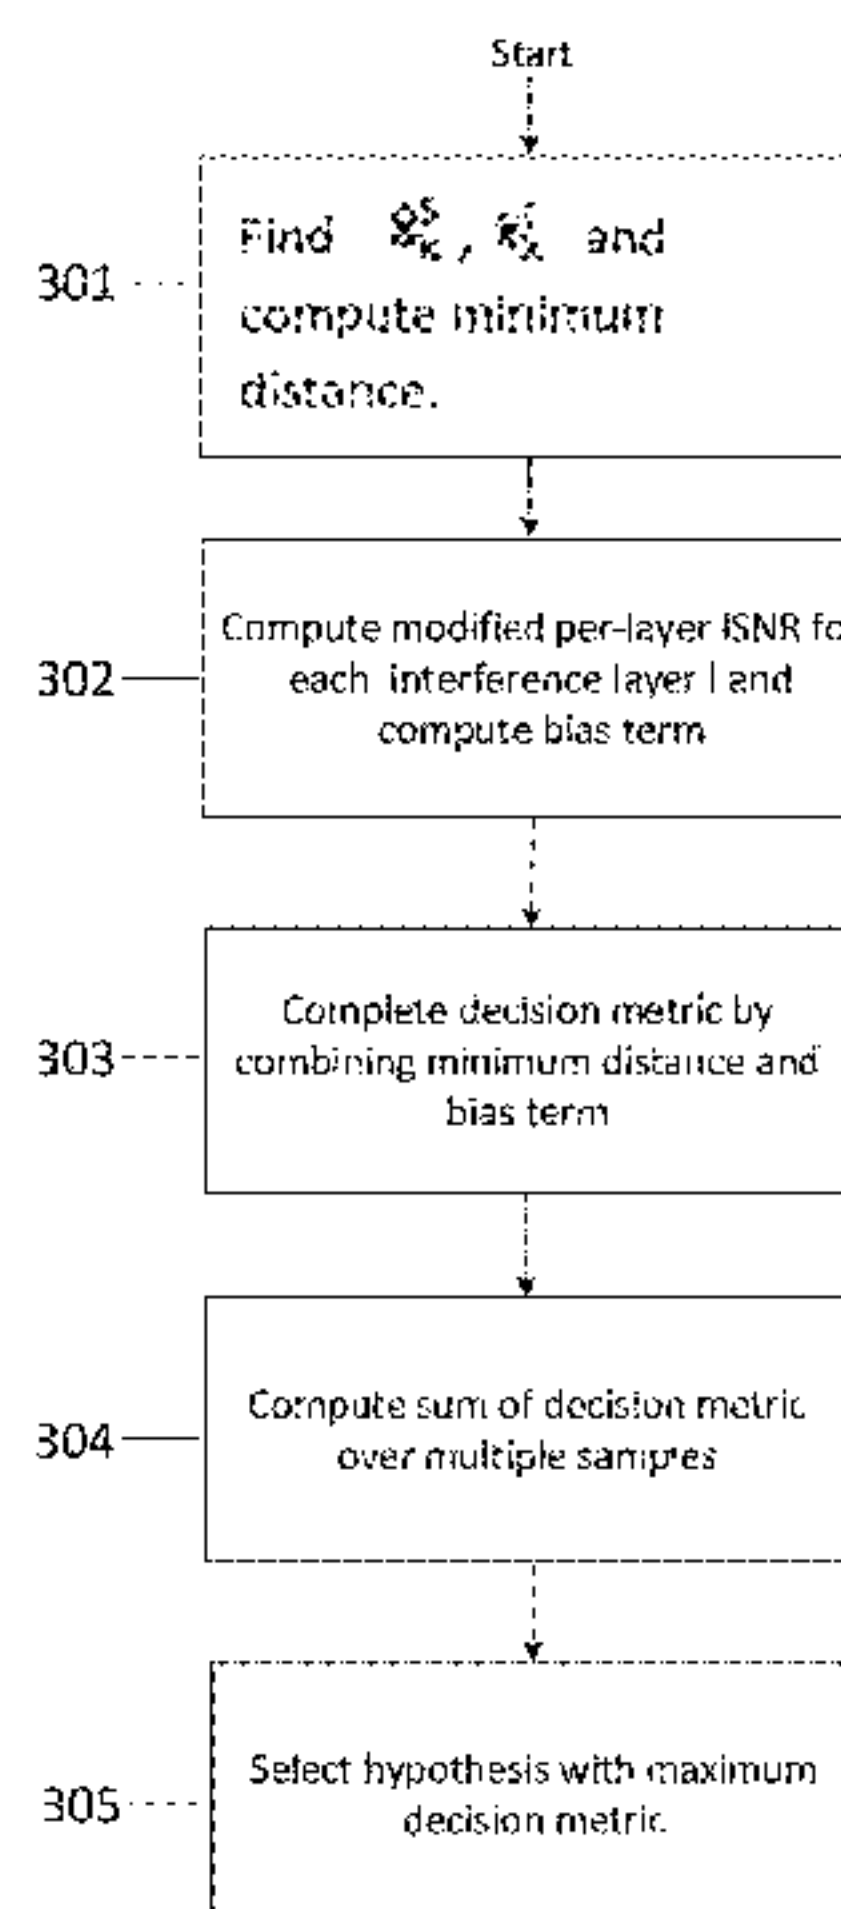 Start
301
Find , and
compute minimum
distance.
302
Compute modified per-layer ISNR fo
each interference layer l and
compute bias term
303
Complete decision metric by
combining minimum distance and
bias term
304
Compute sum of decision metric
over multiple samples
305
Select hypothesis with maximum
decision metric